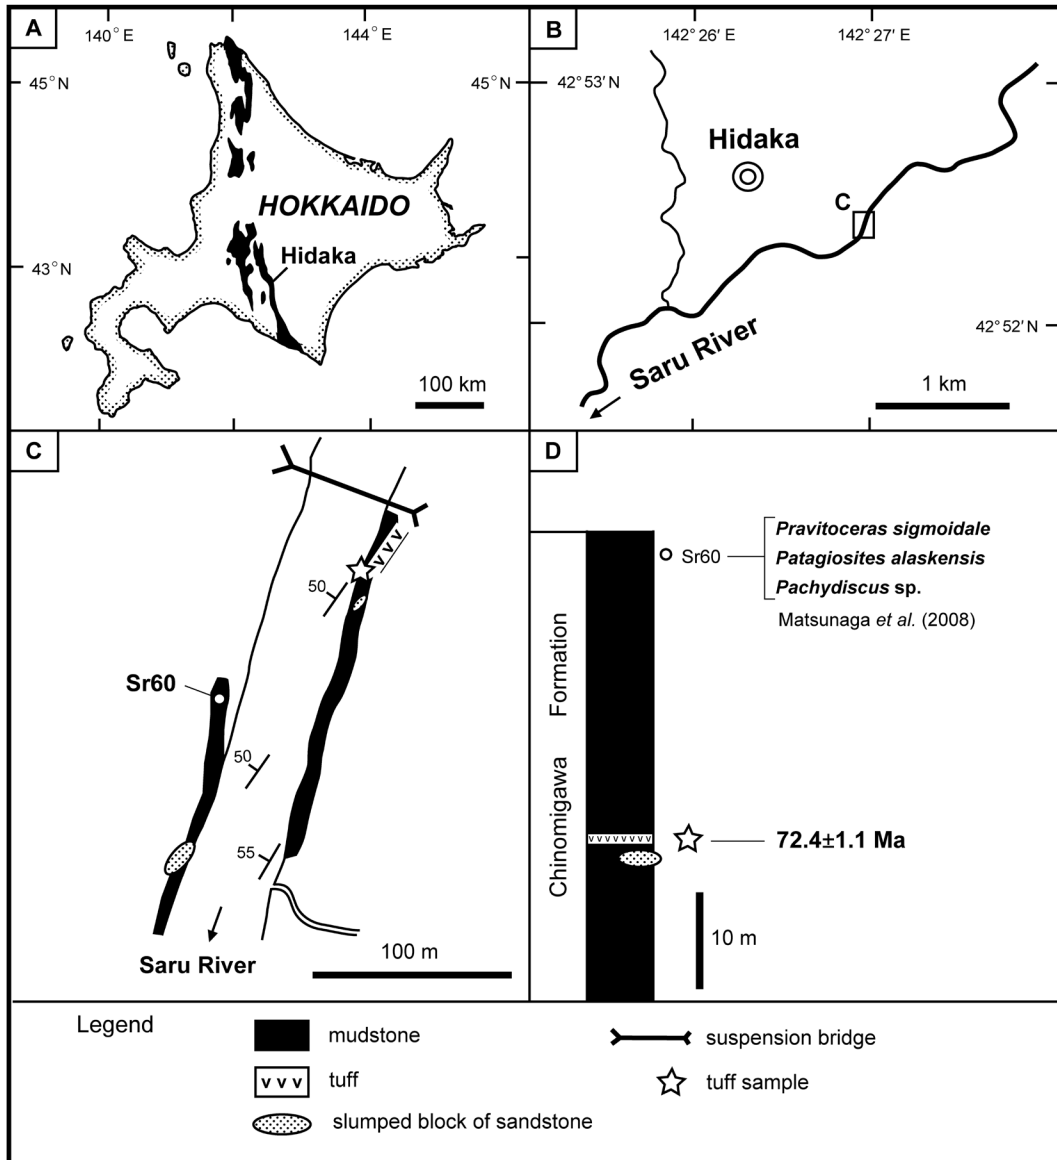 A
140° E
144° E
45° N
45° N
HOKKAIDO
Hidaka
43° N
100 km
B
142° 26′ E
142° 27′ E
42° 53′ N
Hidaka
C
42° 52′ N
Saru River
1 km
C
v v v
50
Sr60
50
55
100 m
Saru River
D
Pravitoceras sigmoidale
Sr60
Patagiosites alaskensis
Pachydiscus sp.
Matsunaga et al. (2008)
Chinomigawa Formation
v v v v v v v v
72.4±1.1 Ma
10 m
Legend
mudstone
suspension bridge
v v v
tuff
tuff sample
slumped block of sandstone